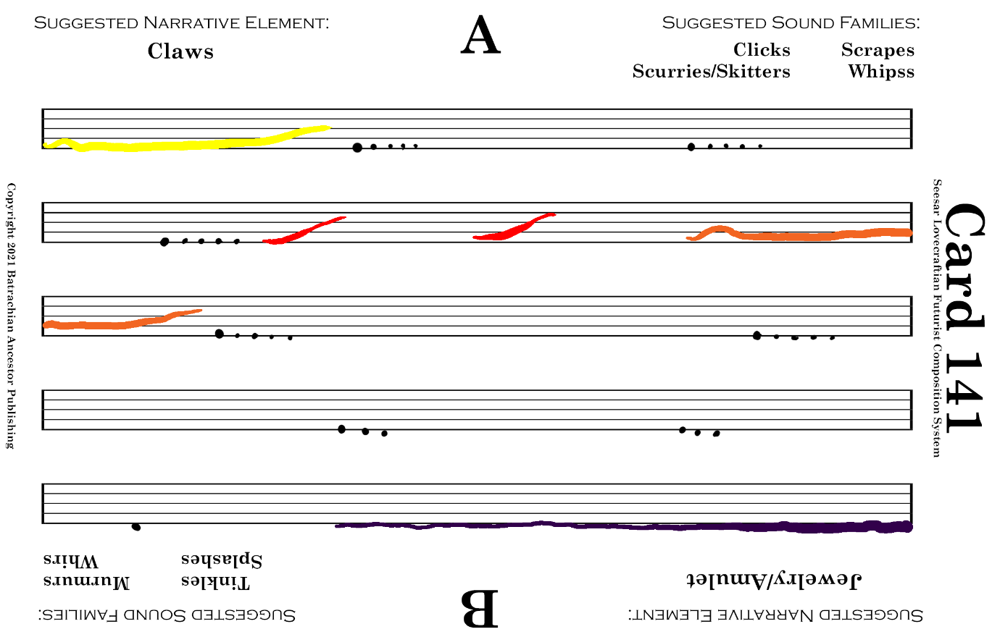 SUGGESTED NARRATIVE ELEMENT:
Claws
A
SUGGESTED SOUND FAMILIES:
Clicks Scrapes
Scurries/Skitters Whipss
Copyright 2021 Batrachian Ancestor Publishing
Card 141
Seesar Lovecraftian Futurist Composition System
B
SUGGESTED NARRATIVE ELEMENT:
Jewelry/Amulet
SUGGESTED SOUND FAMILIES:
Tinkles Murmurs
Splashes Whirs